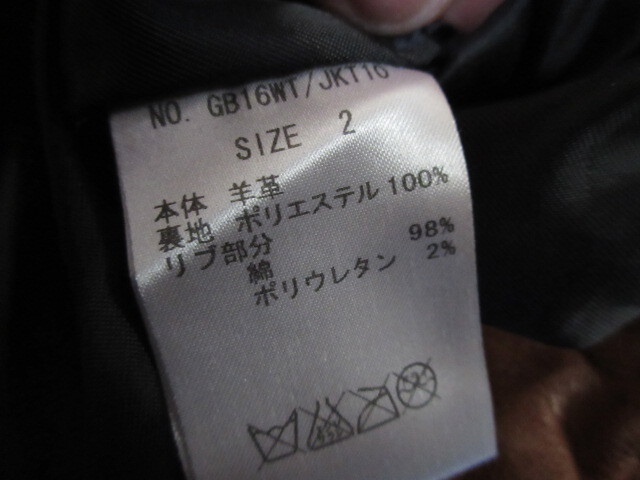 NO. GB16WT/JKT16
SIZE 2
本体 羊革
裏地 ポリエステル 100%
リブ部分
綿 98%
ポリウレタン 2%